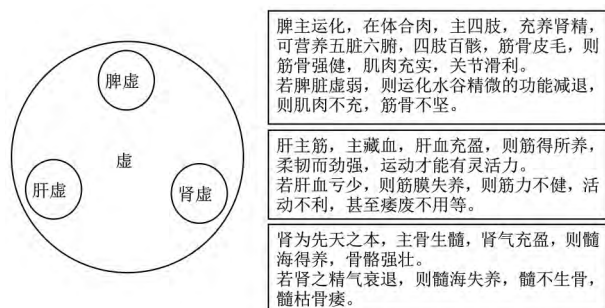 脾虚
虚
肝虚
肾虚
脾主运化，在体合肉，主四肢，充养肾精，
可营养五脏六腑，四肢百骸，筋骨皮毛，则
筋骨强健，肌肉充实，关节滑利。
若脾脏虚弱，则运化水谷精微的功能减退，
则肌肉不充，筋骨不坚。
肝主筋，主藏血，肝血充盈，则筋得所养，
柔韧而劲强，运动才能有灵活力。
若肝血亏少，则筋膜失养，则筋力不健，活
动不利，甚至痿废不用等。
肾为先天之本，主骨生髓，肾气充盈，则髓
海得养，骨骼强壮。
若肾之精气衰退，则髓海失养，髓不生骨，
髓枯骨痿。